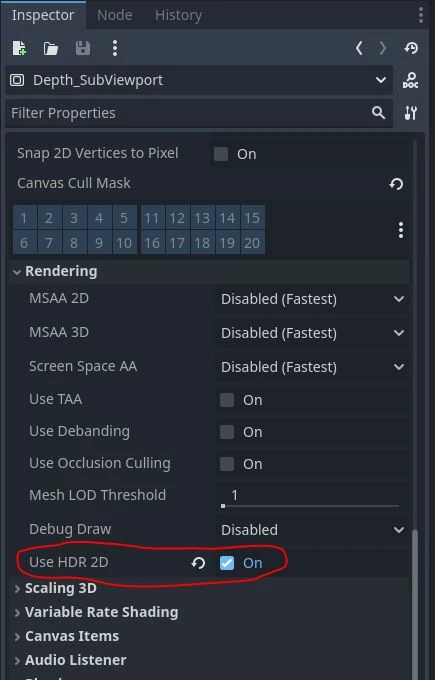 Inspector Node History
DOC
Depth_SubViewport
Filter Properties
Snap 2D Vertices to Pixel On
Canvas Cull Mask
1 2 3 4 5 11 12 13 14 15
6 7 8 9 10 16 17 18 19 20
Rendering
MSAA 2D Disabled (Fastest)
MSAA 3D Disabled (Fastest)
Screen Space AA Disabled (Fastest)
Use TAA On
Use Debanding On
Use Occlusion Culling On
Mesh LOD Threshold 1
Debug Draw Disabled
Use HDR 2D On
Scaling 3D
Variable Rate Shading
Canvas Items
Audio Listener